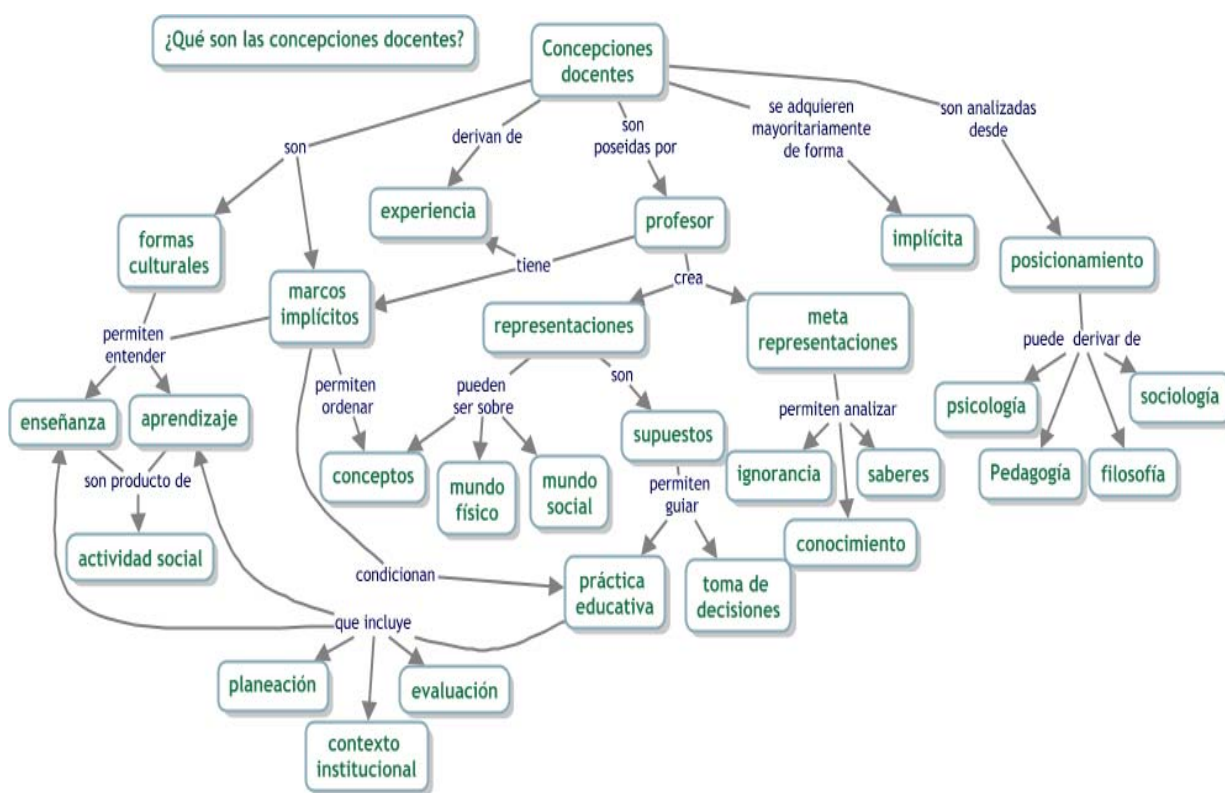 ¿Qué son las concepciones docentes?
Concepciones
docentes
son
derivan de
son
poseidas por
se adquieren
mayoritariamente
de forma
son analizadas
desde
formas
culturales
marcos
implícitos
experiencia
tiene
profesor
implícita
posicionamiento
crea
permiten
entender
permiten
ordenar
representaciones
meta
representaciones
puede derivar de
enseñanza
aprendizaje
pueden
ser sobre
son
permiten analizar
psicología
sociología
Pedagogía
filosofía
son producto de
conceptos
mundo
físico
mundo
social
supuestos
ignorancia
saberes
conocimiento
actividad social
permiten
guiar
condicionan
práctica
educativa
toma de
decisiones
que incluye
planeación
evaluación
contexto
institucional